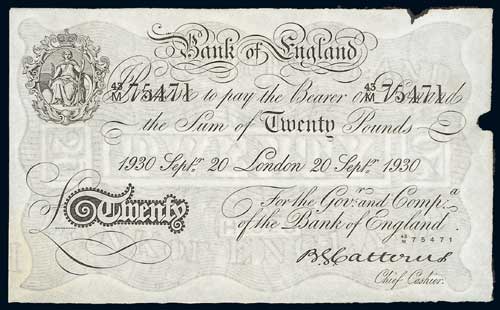 Bank of England
43/M 75471 to pay the Bearer on Demand 43/M 75471
the Sum of Twenty Pounds
1930 Septr. 20 London 20 Septr. 1930
For the Govr. and Compa.
£ Twenty of the Bank of England
43/M 75471
B G Catterns
Chief Cashier.